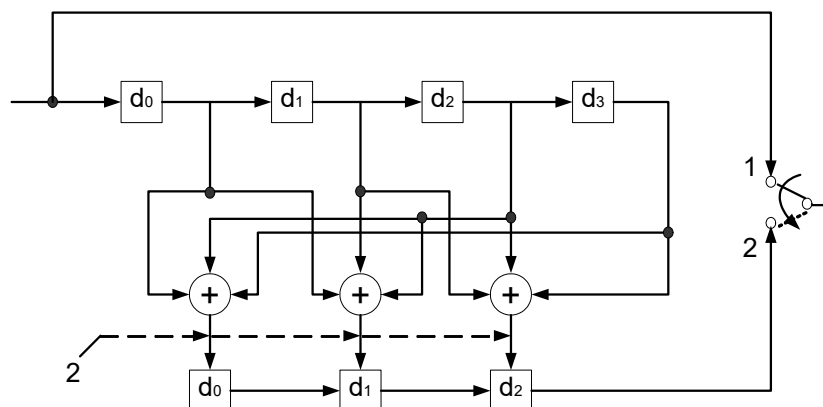 d0 d1 d2 d3
1
2
+ + +
2
d0 d1 d2